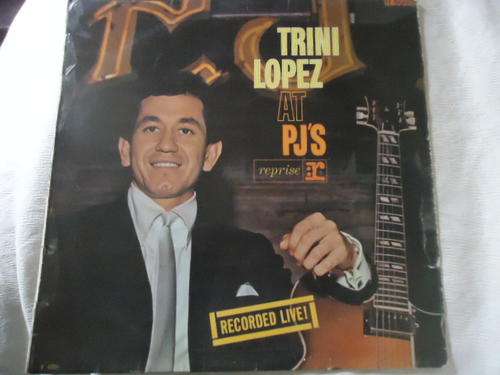 P.J
TRINI
LOPEZ
AT
PJ'S
reprise
RECORDED LIVE!